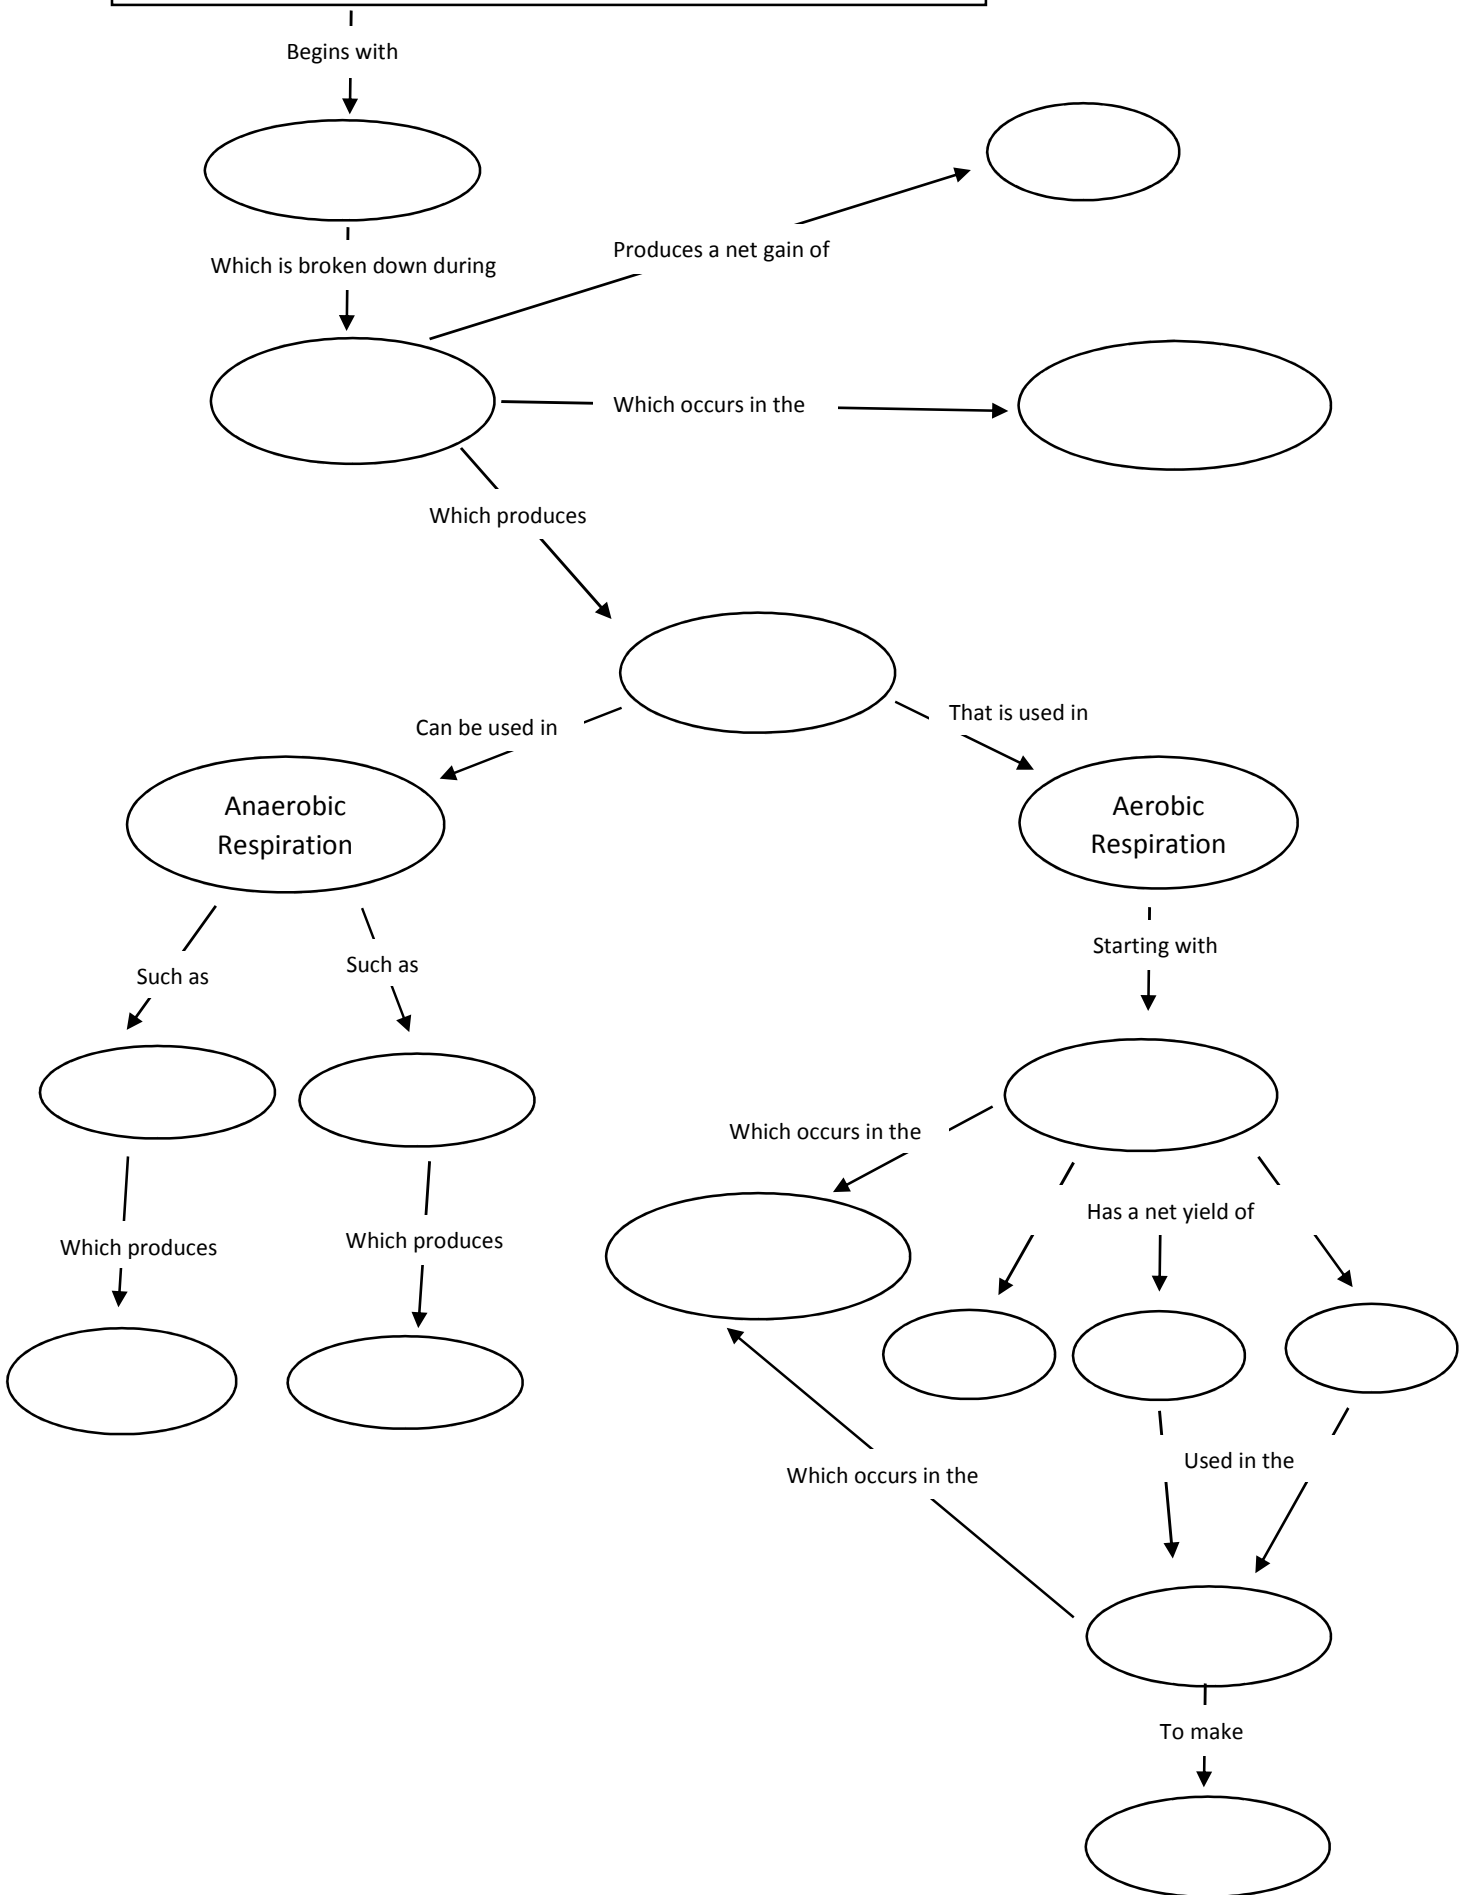 Begins with
Produces a net gain of
Which is broken down during
Which occurs in the
Which produces
Can be used in
That is used in
Anaerobic
Respiration
Aerobic
Respiration
Starting with
Such as
Such as
Which occurs in the
Has a net yield of
Which produces
Which produces
Used in the
Which occurs in the
To make